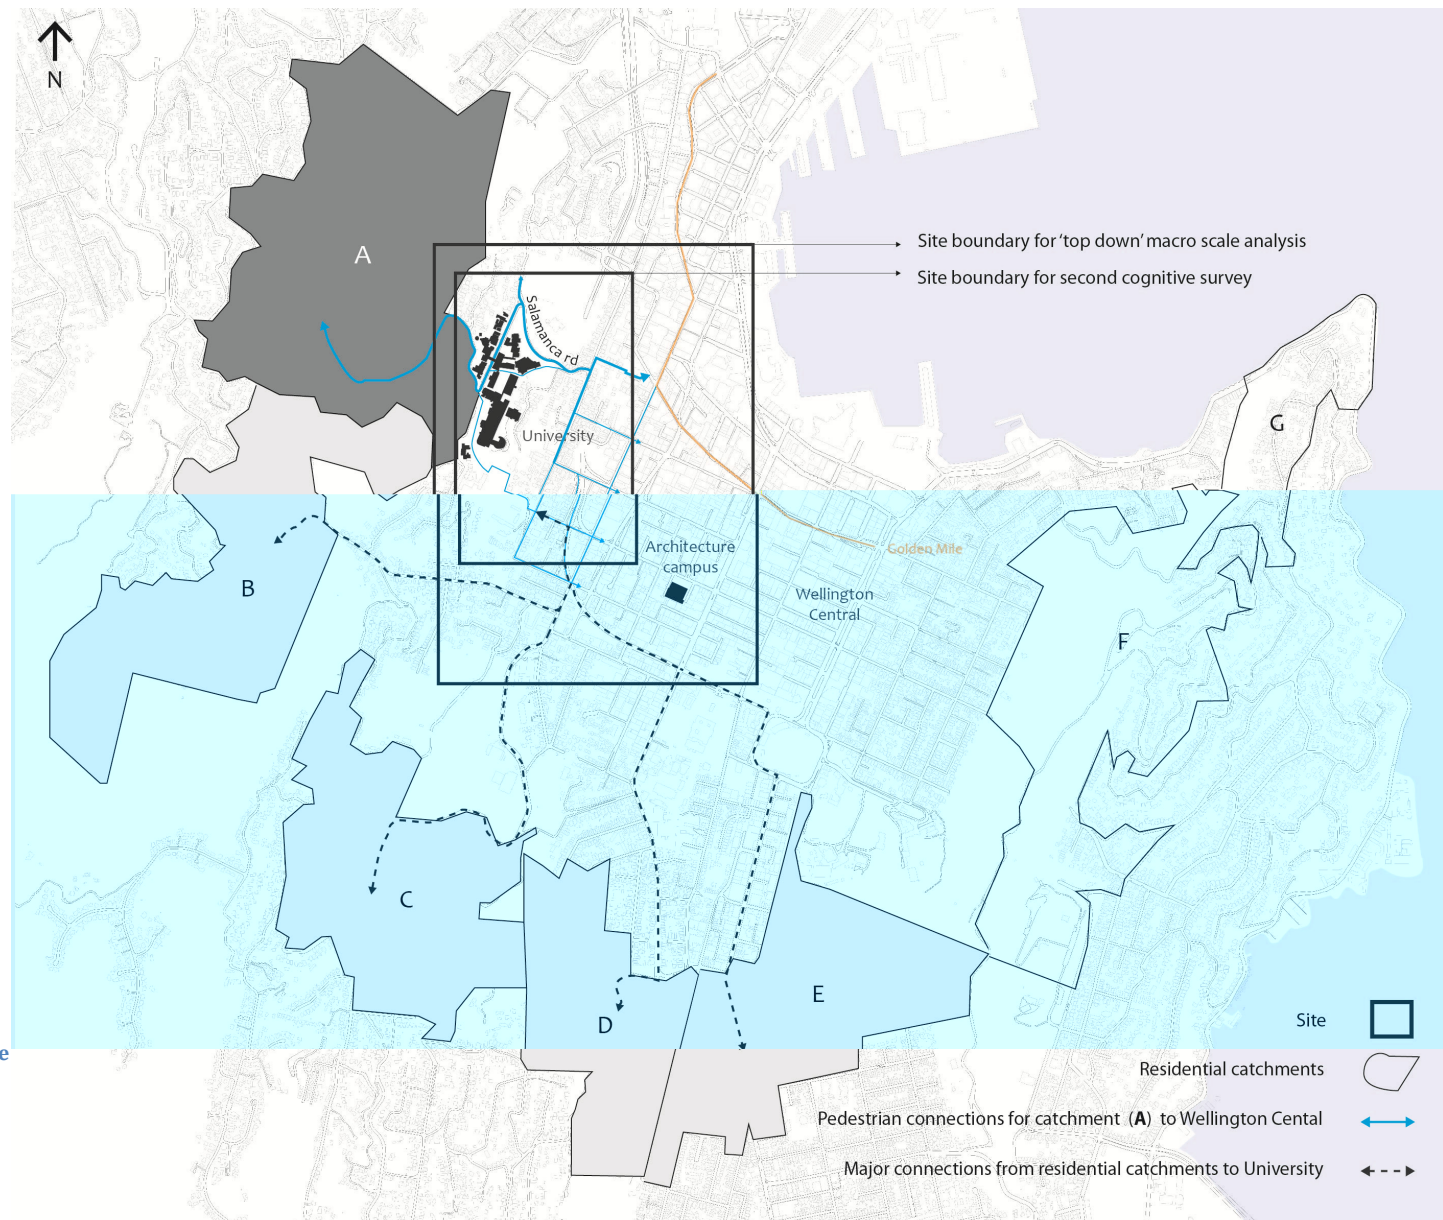 N
A
Site boundary for ‘top down’ macro scale analysis
Site boundary for second cognitive survey
Salamanca rd
G
University
Architecture
campus
Golden Mile
B
Wellington
Central
F
C
E
D
Site
e
Residential catchments
Pedestrian connections for catchment (A) to Wellington Cental
Major connections from residential catchments to University